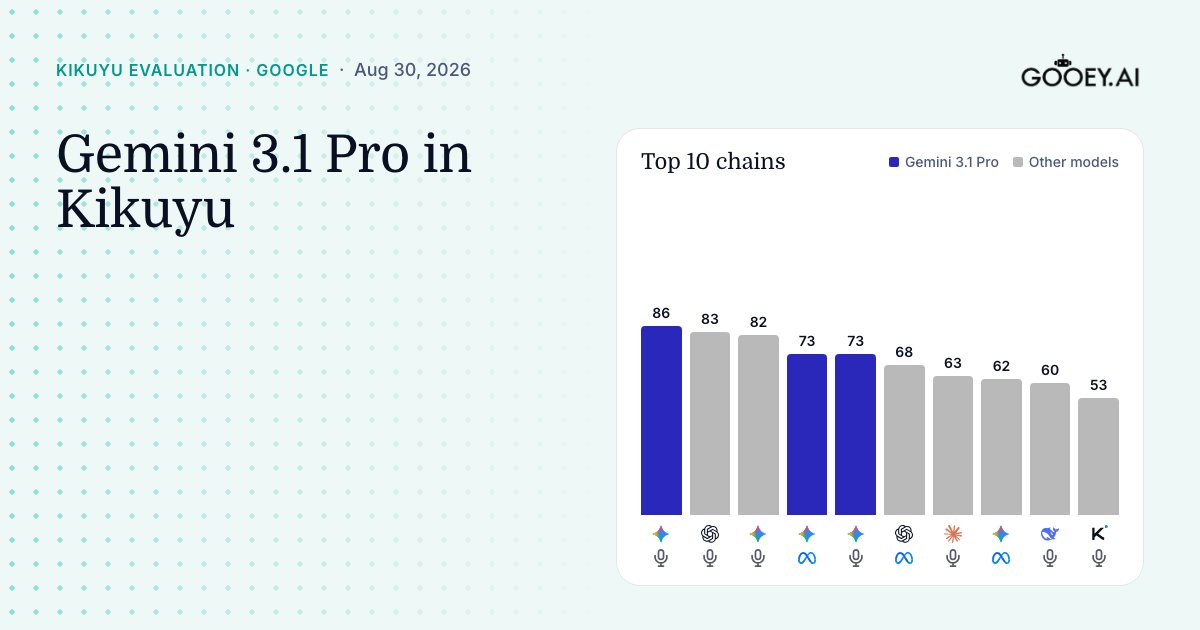 KIKUYU EVALUATION · GOOGLE · Aug 30, 2026
GOOEY.AI
Gemini 3.1 Pro in
Kikuyu
Top 10 chains
Gemini 3.1 Pro
Other models
86
83
82
73
73
68
63
62
60
53